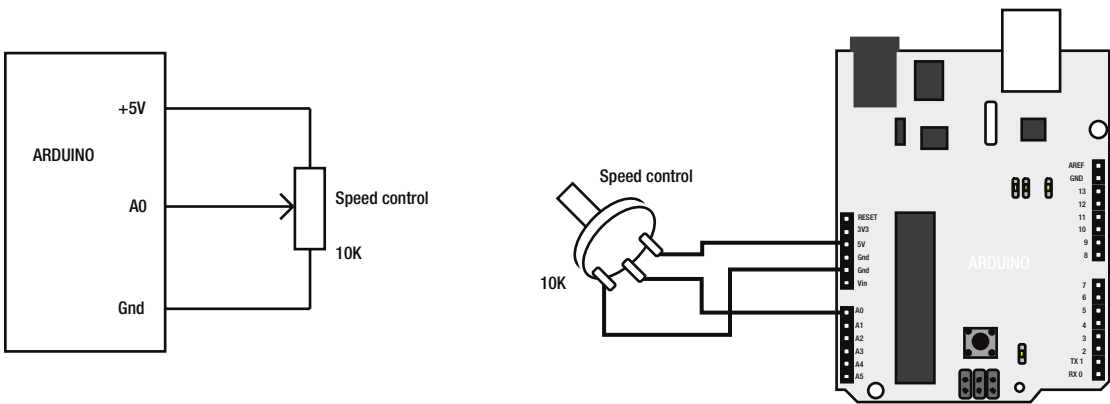 +5V
ARDUINO
A0
Gnd
Speed control
10K
Speed control
10K
RESET
3V3
5V
Gnd
Gnd
Vin
A0
A1
A2
A3
A4
A5
ARDUINO
AREF
GND
13
12
11
10
9
8
7
6
5
4
3
2
TX 1
RX 0